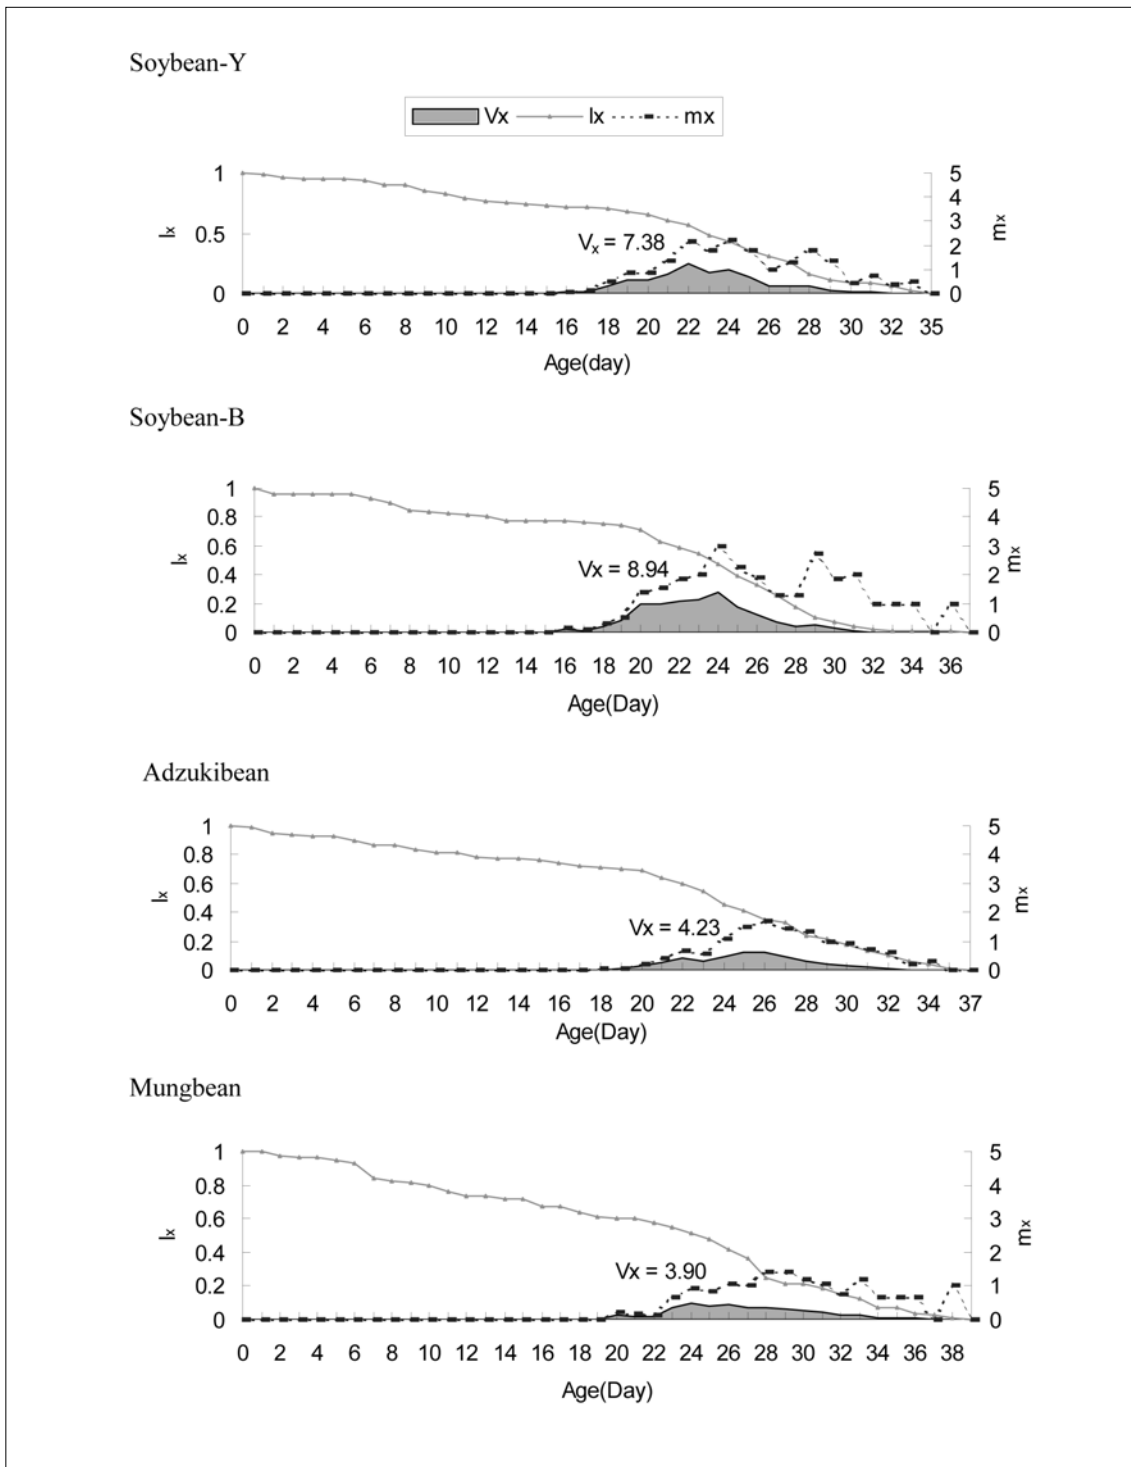 Soybean-Y
Vx lx mx
1 5
4
3
0.5 2
1
0 0
lx mx
Vx = 7.38
0 2 4 6 8 10 12 14 16 18 20 22 24 26 28 30 32 35
Age(day)
Soybean-B
1 5
0.8 4
0.6 3
0.4 2
0.2 1
0 0
lx mx
Vx = 8.94
0 2 4 6 8 10 12 14 16 18 20 22 24 26 28 30 32 34 36
Age(Day)
Adzukibean
1 5
0.8 4
0.6 3
0.4 2
0.2 1
0 0
lx mx
Vx = 4.23
0 2 4 6 8 10 12 14 16 18 20 22 24 26 28 30 32 34 37
Age(Day)
Mungbean
1 5
0.8 4
0.6 3
0.4 2
0.2 1
0 0
lx mx
Vx = 3.90
0 2 4 6 8 10 12 14 16 18 20 22 24 26 28 30 32 34 36 38
Age(Day)